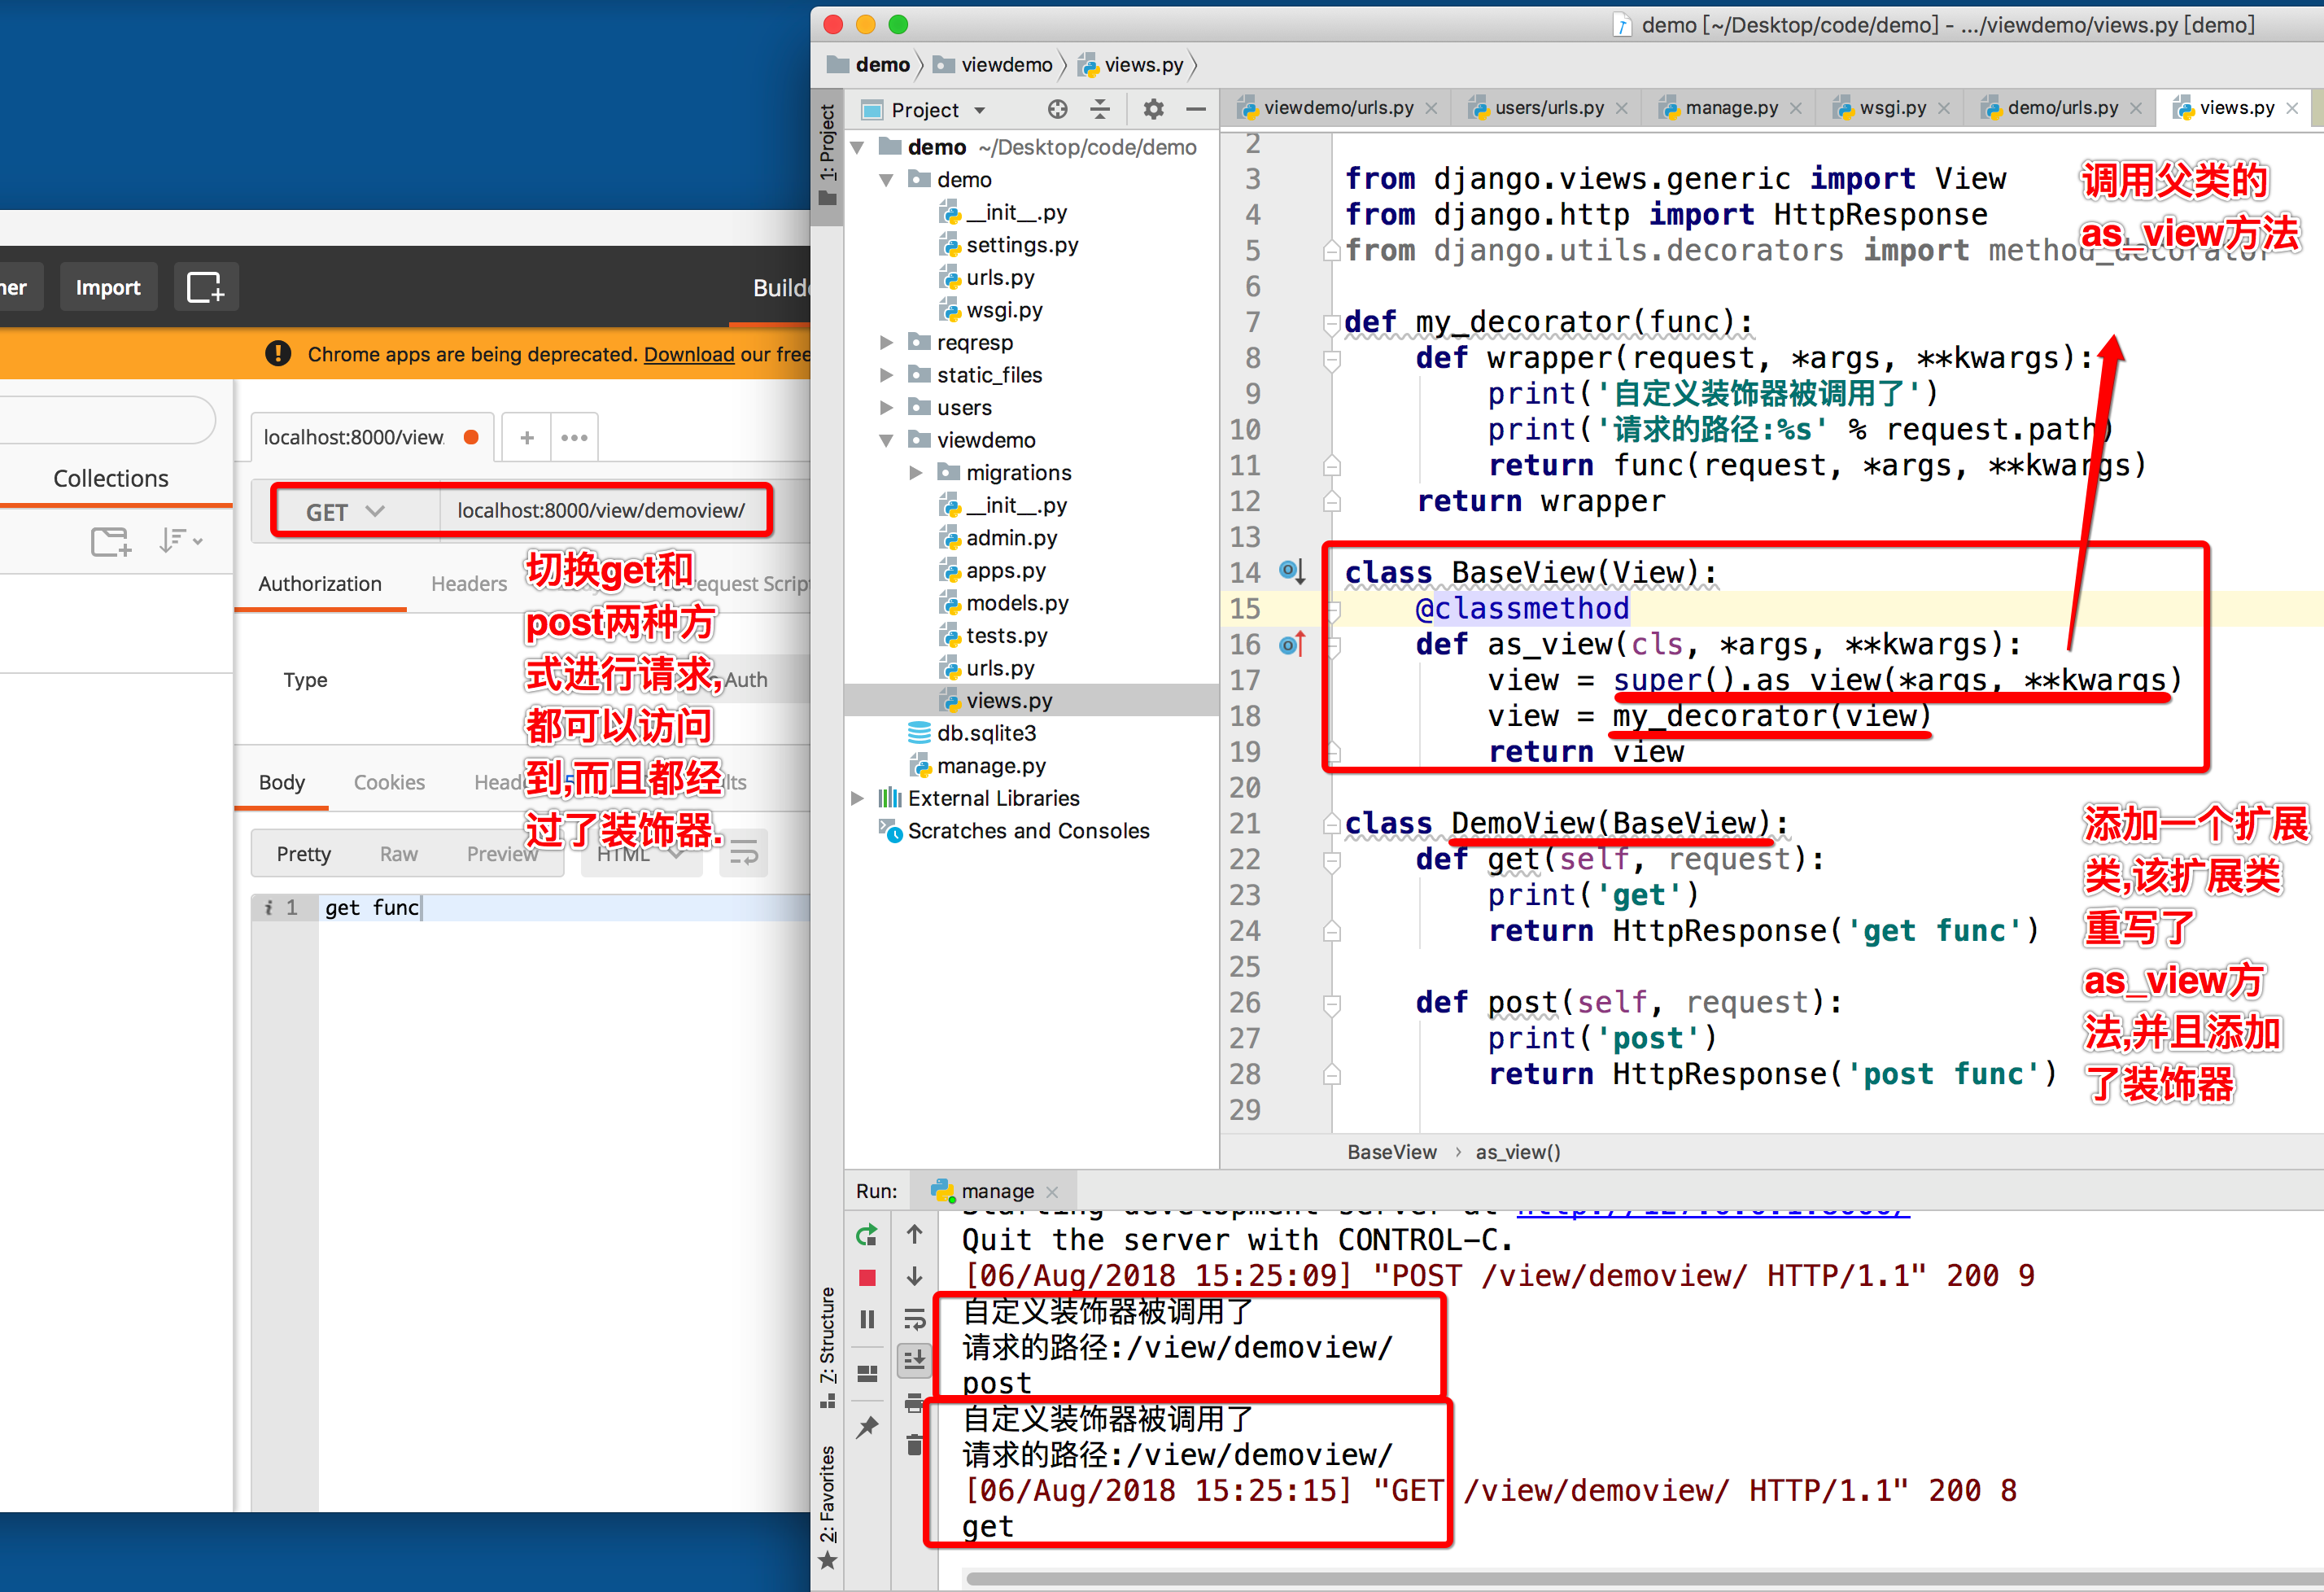 demo [~/Desktop/code/demo] - .../viewdemo/views.py [demo]
demo
viewdemo
views.py
1: Project
Project
viewdemo/urls.py
users/urls.py
manage.py
wsgi.py
demo/urls.py
views.py
demo ~/Desktop/code/demo
demo
__init__.py
settings.py
urls.py
wsgi.py
reqresp
static_files
users
viewdemo
migrations
__init__.py
admin.py
apps.py
models.py
tests.py
urls.py
views.py
db.sqlite3
manage.py
External Libraries
Scratches and Consoles
2
3 from django.views.generic import View
4 from django.http import HttpResponse
5 from django.utils.decorators import method_decorator
6
7 def my_decorator(func):
8 def wrapper(request, *args, **kwargs):
9 print('自定义装饰器被调用了')
10 print('请求的路径:%s' % request.path)
11 return func(request, *args, **kwargs)
12 return wrapper
13
14 class BaseView(View):
15 @classmethod
16 def as_view(cls, *args, **kwargs):
17 view = super().as_view(*args, **kwargs)
18 view = my_decorator(view)
19 return view
20
21 class DemoView(BaseView):
22 def get(self, request):
23 print('get')
24 return HttpResponse('get func')
25
26 def post(self, request):
27 print('post')
28 return HttpResponse('post func')
29
调用父类的
as_view方法
添加一个扩展
类,该扩展类
重写了
as_view方
法,并且添加
了装饰器
BaseView › as_view()
ner
Import
Builde
! Chrome apps are being deprecated. Download our free
localhost:8000/view
+
•••
Collections
GET
localhost:8000/view/demoview/
切换get和
post两种方
式进行请求,
都可以访问
到,而且都经
过了装饰器.
Authorization
Headers
request Script
Type
Auth
Body
Cookies
Head
Pretty
Raw
Preview
HTML
i 1 get func
7: Structure
2: Favorites
Run:
manage
Starting development server at http://127.0.0.1:8000/
Quit the server with CONTROL-C.
[06/Aug/2018 15:25:09] "POST /view/demoview/ HTTP/1.1" 200 9
自定义装饰器被调用了
请求的路径:/view/demoview/
post
自定义装饰器被调用了
请求的路径:/view/demoview/
[06/Aug/2018 15:25:15] "GET /view/demoview/ HTTP/1.1" 200 8
get